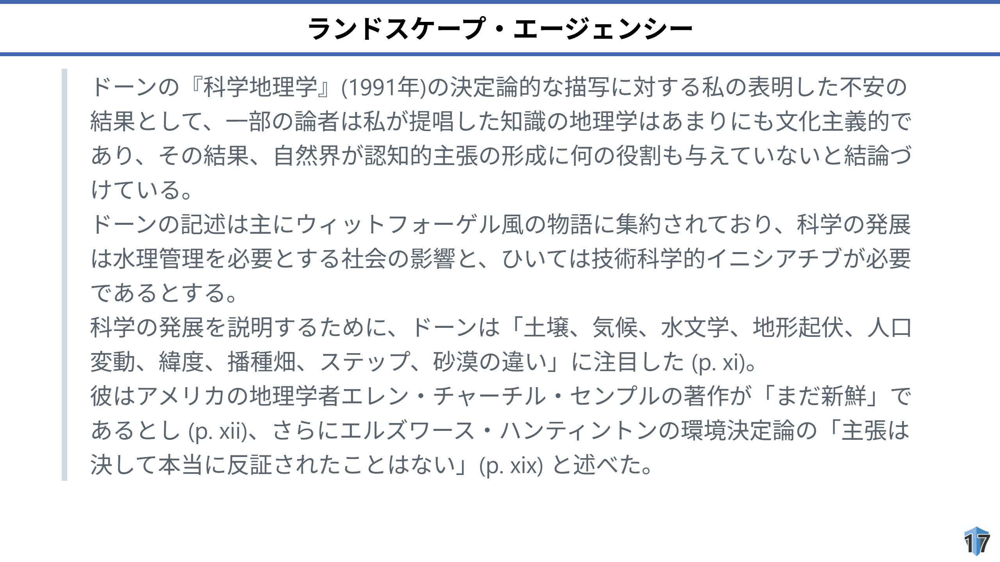 ランドスケープ・エージェンシー
ドーンの『科学地理学』(1991年)の決定論的な描写に対する私の表明した不安の
結果として、一部の論者は私が提唱した知識の地理学はあまりにも文化主義的で
あり、その結果、自然界が認知的主張の形成に何の役割も与えていないと結論づ
けている。
ドーンの記述は主にウィットフォーゲル風の物語に集約されており、科学の発展
は水理管理を必要とする社会の影響と、ひいては技術科学的イニシアチブが必要
であるとする。
科学の発展を説明するために、ドーンは「土壌、気候、水文学、地形起伏、人口
変動、緯度、播種畑、ステップ、砂漠の違い」に注目した (p. xi)。
彼はアメリカの地理学者エレン・チャーチル・センプルの著作が「まだ新鮮」で
あるとし (p. xii)、さらにエルズワース・ハンティントンの環境決定論の「主張は
決して本当に反証されたことはない」(p. xix) と述べた。
17